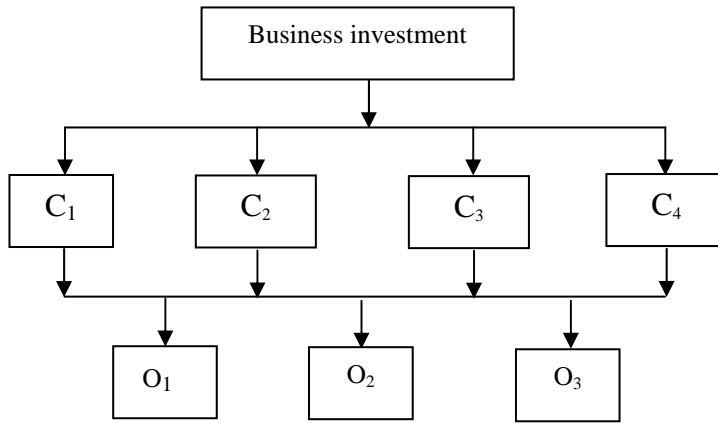 Business investment
C₁
C₂
C₃
C₄
O₁
O₂
O₃